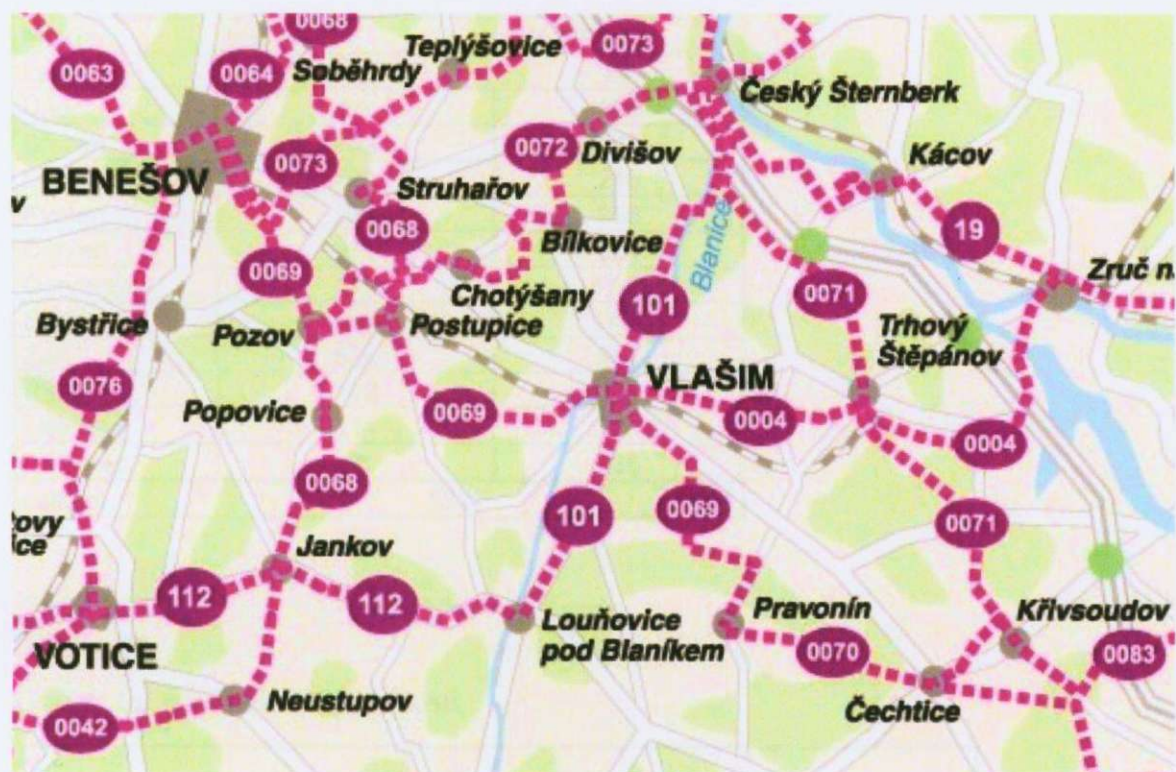 0068
0063
0064
Teplýšovice
0073
Soběhrdy
Český Šternberk
0072
Divišov
Kácov
0073
BENEŠOV
Struhařov
0068
Bílkovice
Blanice
19
0069
Chotýšany
101
0071
Zruč n
Bystřice
Pozov
Postupice
Trhový
Štěpánov
0076
VLAŠIM
Popovice
0069
0004
0004
0068
101
0069
0071
Jankov
112
112
Louňovice
pod Blaníkem
Pravonín
Křivsoudov
VOTICE
0070
0083
Neustupov
Čechtice
0042